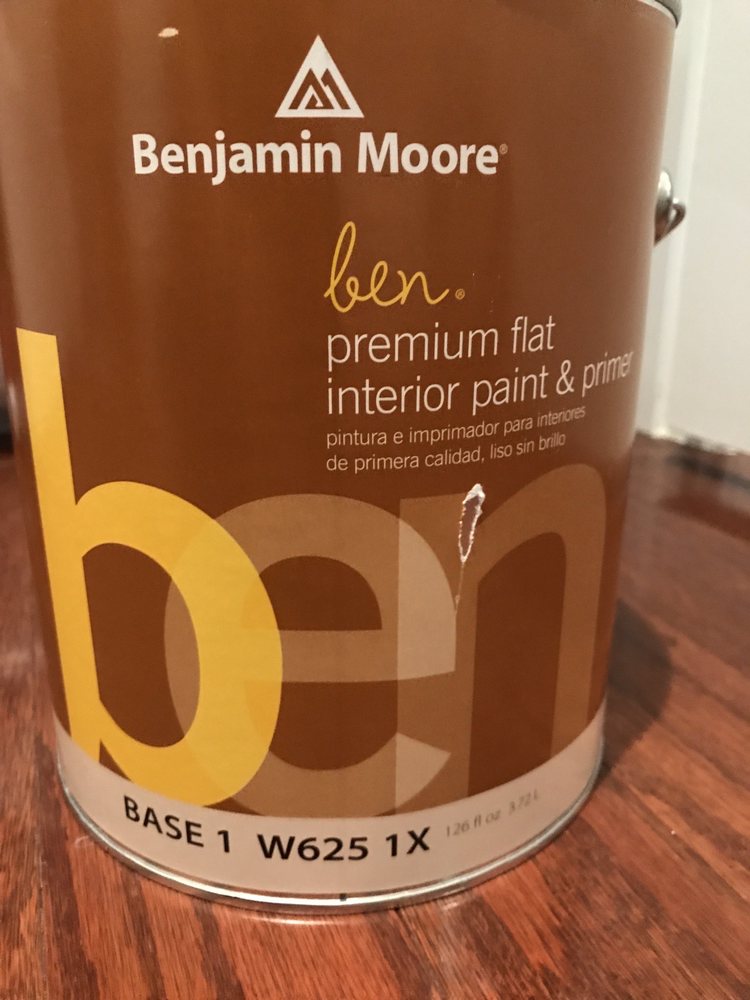 Benjamin Moore®
ben®
premium flat
interior paint & primer
pintura e imprimador para interiores
de primera calidad, liso sin brillo
ben
BASE 1 W625 1X 126 fl oz 3.72 L